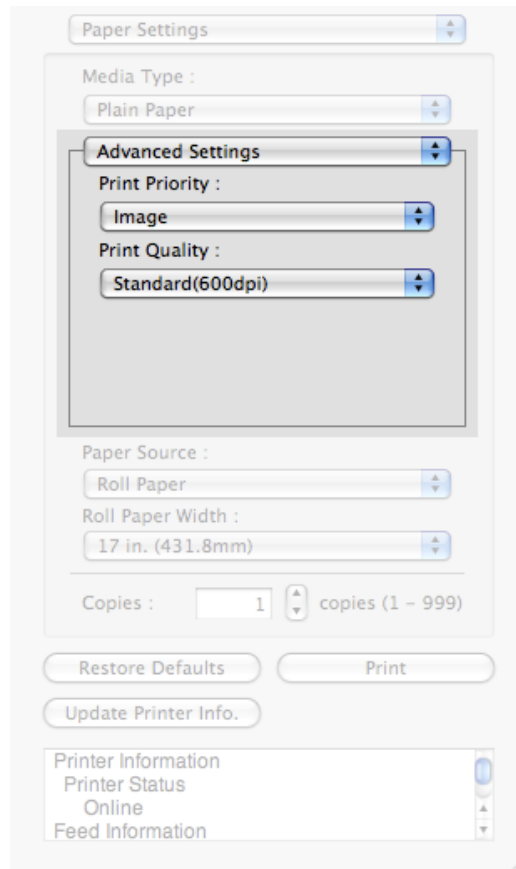 Paper Settings
Media Type :
Plain Paper
Advanced Settings
Print Priority :
Image
Print Quality :
Standard(600dpi)
Paper Source :
Roll Paper
Roll Paper Width :
17 in. (431.8mm)
Copies : 1 copies (1 – 999)
Restore Defaults Print
Update Printer Info.
Printer Information
Printer Status
Online
Feed Information